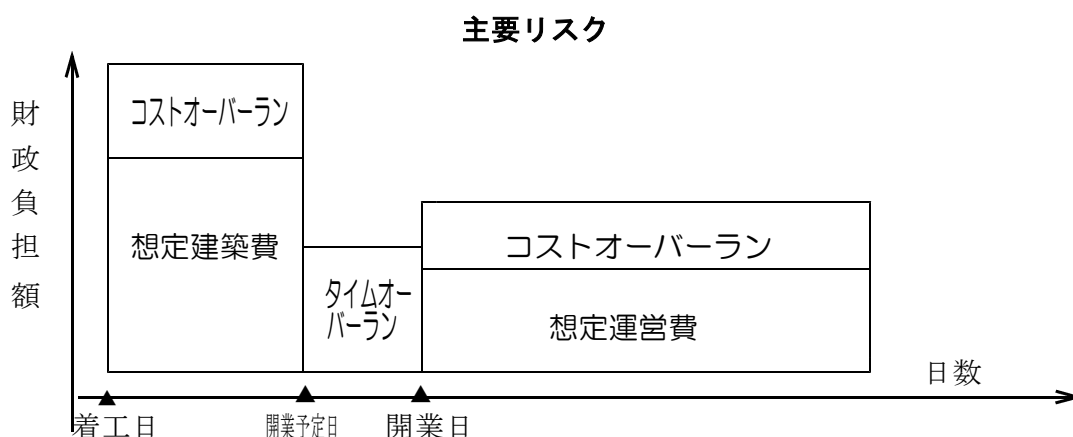 主要リスク
財政負担額
コストオーバーラン
想定建築費
タイムオー
バーラン
コストオーバーラン
想定運営費
日数
着工日
開業予定日
開業日